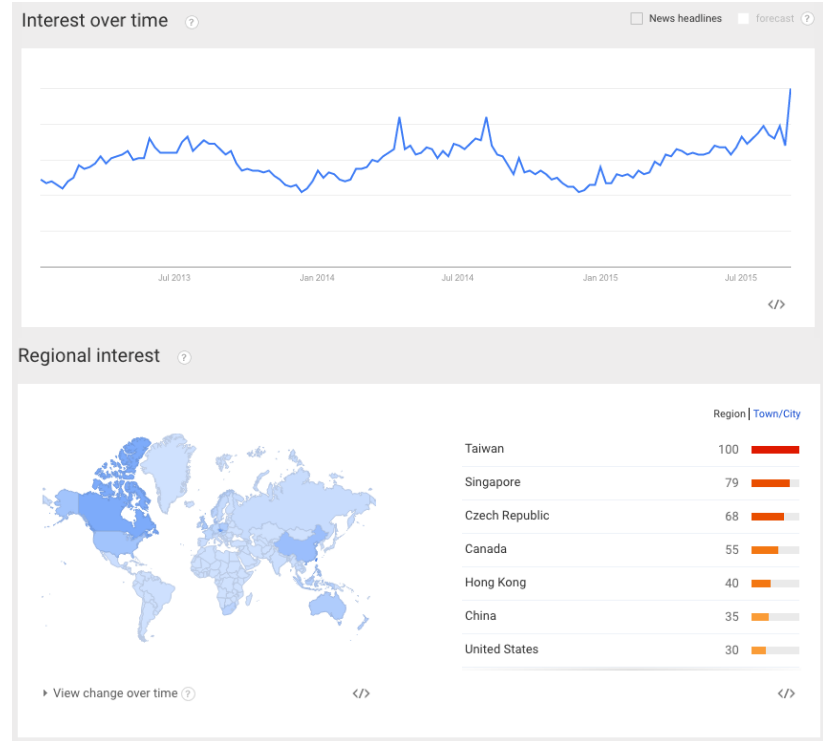 Interest over time ?
News headlines
forecast ?
Jul 2013 Jan 2014 Jul 2014 Jan 2015 Jul 2015
</>
Regional interest ?
Region | Town/City
Taiwan 100
Singapore 79
Czech Republic 68
Canada 55
Hong Kong 40
China 35
United States 30
View change over time ? </> </>